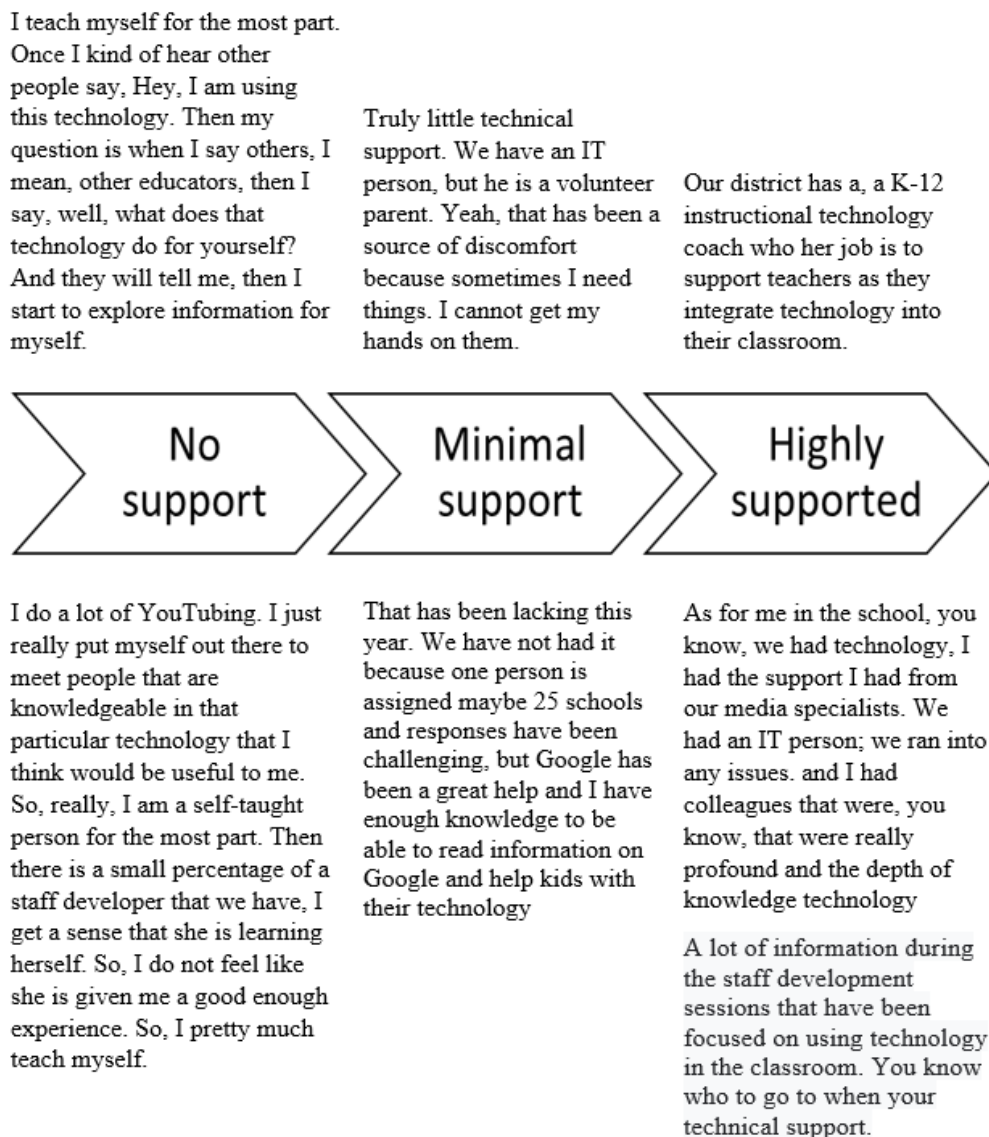 I teach myself for the most part.
Once I kind of hear other
people say, Hey, I am using
this technology. Then my
question is when I say others, I
mean, other educators, then I
say, well, what does that
technology do for yourself?
And they will tell me, then I
start to explore information for
myself.
Truly little technical
support. We have an IT
person, but he is a volunteer
parent. Yeah, that has been a
source of discomfort
because sometimes I need
things. I cannot get my
hands on them.
Our district has a, a K-12
instructional technology
coach who her job is to
support teachers as they
integrate technology into
their classroom.
No
support
Minimal
support
Highly
supported
I do a lot of YouTubing. I just
really put myself out there to
meet people that are
knowledgeable in that
particular technology that I
think would be useful to me.
So, really, I am a self-taught
person for the most part. Then
there is a small percentage of a
staff developer that we have, I
get a sense that she is learning
herself. So, I do not feel like
she is given me a good enough
experience. So, I pretty much
teach myself.
That has been lacking this
year. We have not had it
because one person is
assigned maybe 25 schools
and responses have been
challenging, but Google has
been a great help and I have
enough knowledge to be
able to read information on
Google and help kids with
their technology
As for me in the school, you
know, we had technology, I
had the support I had from
our media specialists. We
had an IT person; we ran into
any issues. and I had
colleagues that were, you
know, that were really
profound and the depth of
knowledge technology
A lot of information during
the staff development
sessions that have been
focused on using technology
in the classroom. You know
who to go to when your
technical support.